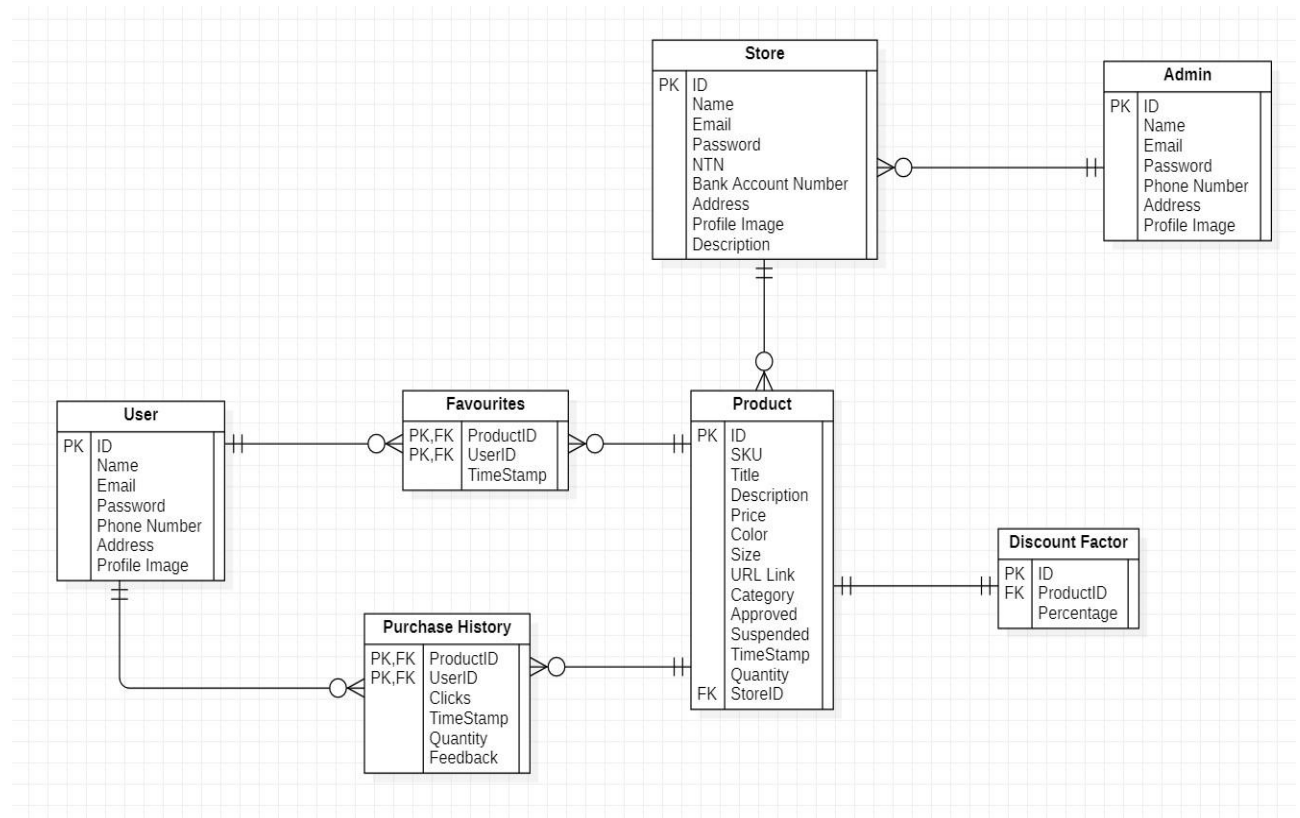 Store
PK ID
Name
Email
Password
NTN
Bank Account Number
Address
Profile Image
Description
Admin
PK ID
Name
Email
Password
Phone Number
Address
Profile Image
User
PK ID
Name
Email
Password
Phone Number
Address
Profile Image
Favourites
PK,FK ProductID
PK,FK UserID
TimeStamp
Product
PK ID
SKU
Title
Description
Price
Color
Size
URL Link
Category
Approved
Suspended
TimeStamp
Quantity
FK StoreID
Discount Factor
PK ID
FK ProductID
Percentage
Purchase History
PK,FK ProductID
PK,FK UserID
Clicks
TimeStamp
Quantity
Feedback